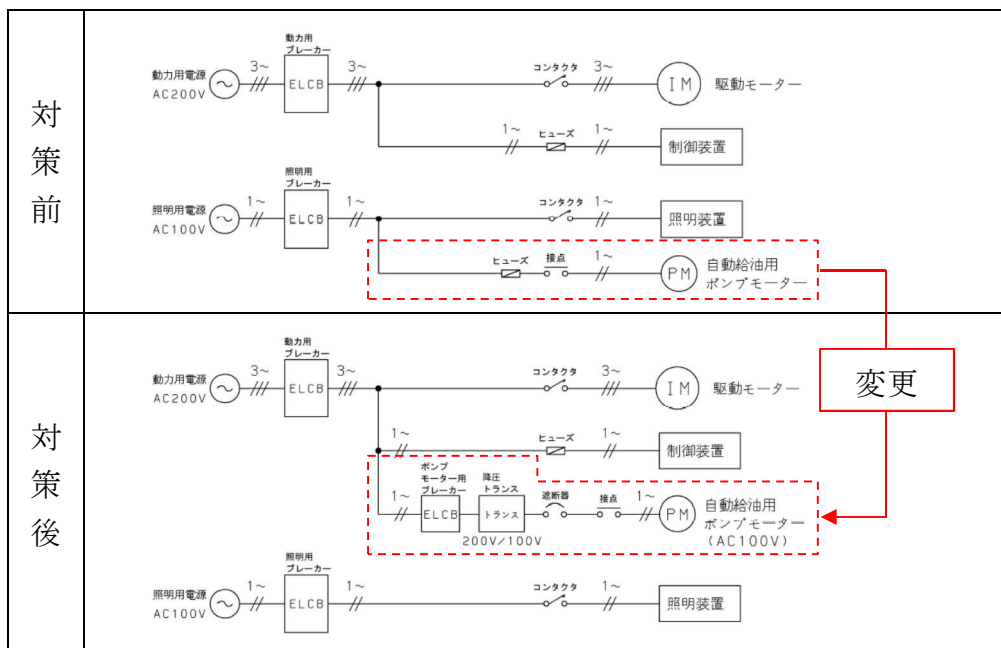 対策前
動力用
ブレーカー
動力用電源
AC200V
3~
ELCB
3~
コンタクタ
3~
IM
駆動モーター
1~
ヒューズ
1~
制御装置
照明用
ブレーカー
照明用電源
AC100V
1~
ELCB
1~
コンタクタ
1~
照明装置
ヒューズ
接点
1~
PM
自動給油用
ポンプモーター
変更
対策後
動力用
ブレーカー
動力用電源
AC200V
3~
ELCB
3~
コンタクタ
3~
IM
駆動モーター
1~
ヒューズ
1~
制御装置
ポンプ
モーター用
ブレーカー
1~
ELCB
降圧
トランス
トランス
200V/100V
遮断器
接点
1~
PM
自動給油用
ポンプモーター
(AC100V)
照明用
ブレーカー
照明用電源
AC100V
1~
ELCB
1~
コンタクタ
1~
照明装置